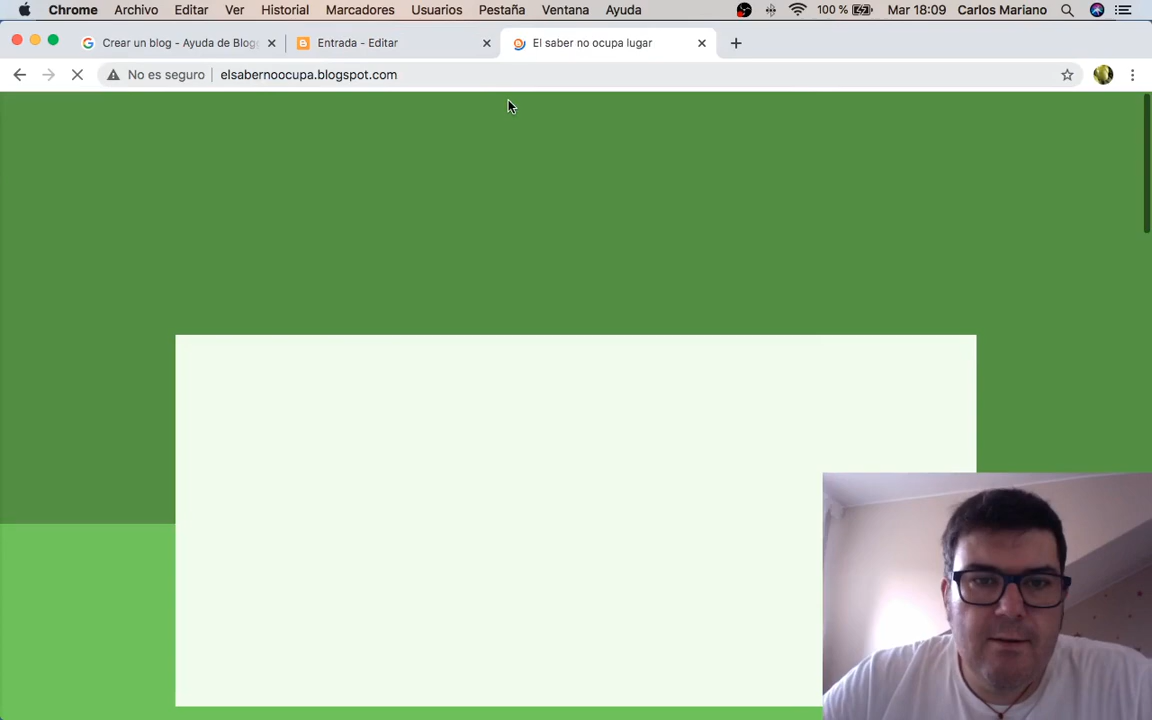 Chrome Archivo Editar Ver Historial Marcadores Usuarios Pestaña Ventana Ayuda 100 % Mar 18:09 Carlos Mariano
Crear un blog - Ayuda de Blog Entrada - Editar El saber no ocupa lugar
No es seguro elsabernoocupa.blogspot.com